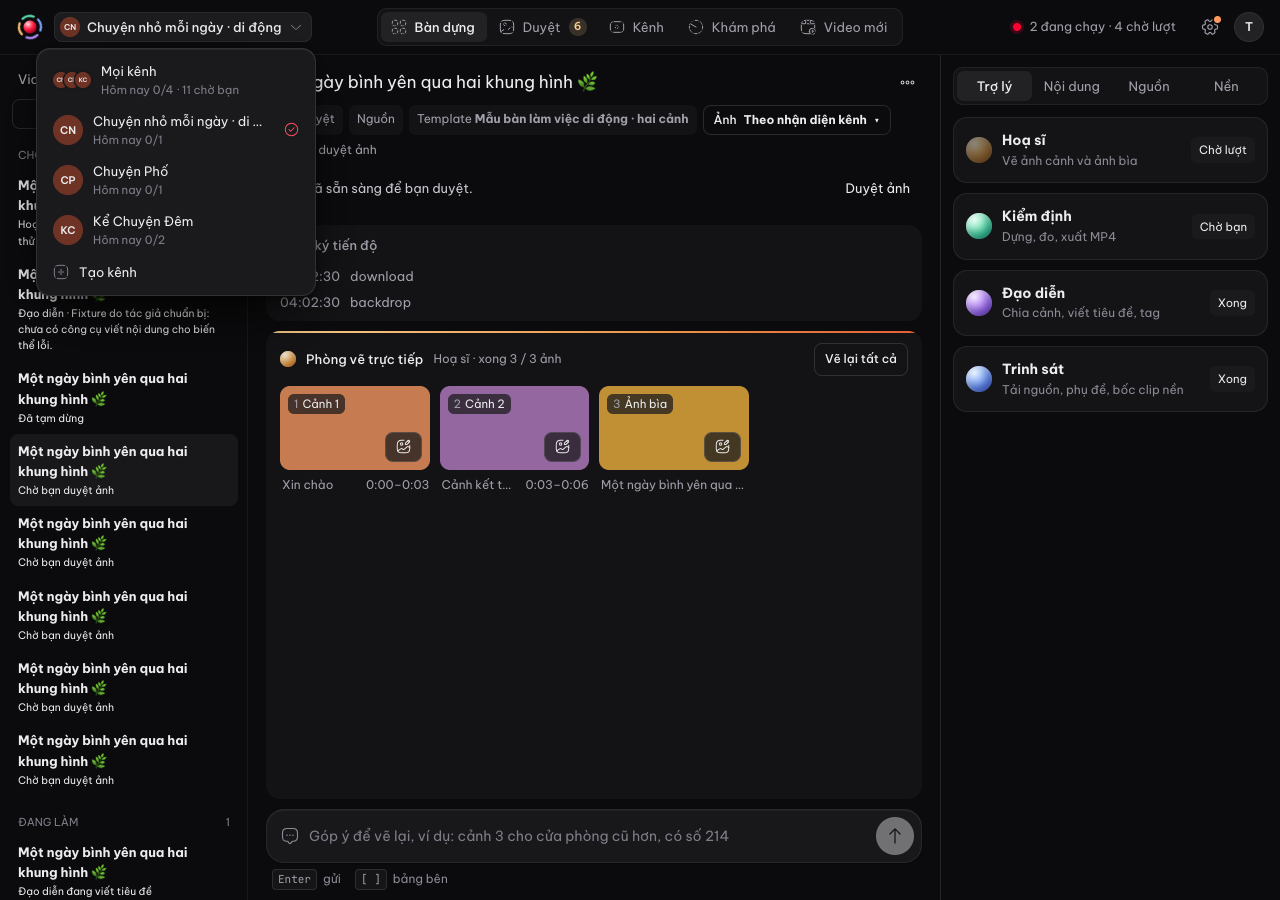 CN Chuyện nhỏ mỗi ngày · di động
Bàn dựng
Duyệt 6
Kênh
Khám phá
Video mới
2 đang chạy · 4 chờ lượt
T
Mọi kênh
Hôm nay 0/4 · 11 chờ bạn
CN Chuyện nhỏ mỗi ngày · di ...
Hôm nay 0/1
CP Chuyện Phố
Hôm nay 0/1
KC Kể Chuyện Đêm
Hôm nay 0/2
Tạo kênh
khung hình 🌿
Đạo diễn · Fixture do tác giả chuẩn bị:
chưa có công cụ viết nội dung cho biến
thể lỗi.
Một ngày bình yên qua hai
khung hình 🌿
Đã tạm dừng
Một ngày bình yên qua hai
khung hình 🌿
Chờ bạn duyệt ảnh
Một ngày bình yên qua hai
khung hình 🌿
Chờ bạn duyệt ảnh
Một ngày bình yên qua hai
khung hình 🌿
Chờ bạn duyệt ảnh
Một ngày bình yên qua hai
khung hình 🌿
Chờ bạn duyệt ảnh
Một ngày bình yên qua hai
khung hình 🌿
Chờ bạn duyệt ảnh
ĐANG LÀM 1
Một ngày bình yên qua hai
khung hình 🌿
Đạo diễn đang viết tiêu đề
gày bình yên qua hai khung hình 🌿
Nguồn
Template Mẫu bàn làm việc di động · hai cảnh
Ảnh Theo nhận diện kênh
duyệt ảnh
sẵn sàng để bạn duyệt.
Duyệt ảnh
ký tiến độ
:30 download
04:02:30 backdrop
Phòng vẽ trực tiếp
Hoạ sĩ · xong 3 / 3 ảnh
Vẽ lại tất cả
1 Cảnh 1
2 Cảnh 2
3 Ảnh bìa
Xin chào 0:00–0:03
Cảnh kết t... 0:03–0:06
Một ngày bình yên qua ...
Góp ý để vẽ lại, ví dụ: cảnh 3 cho cửa phòng cũ hơn, có số 214
Enter gửi [ ] bảng bên
Trợ lý
Nội dung
Nguồn
Nền
Hoạ sĩ
Vẽ ảnh cảnh và ảnh bìa
Chờ lượt
Kiểm định
Dựng, đo, xuất MP4
Chờ bạn
Đạo diễn
Chia cảnh, viết tiêu đề, tag
Xong
Trinh sát
Tải nguồn, phụ đề, bốc clip nền
Xong